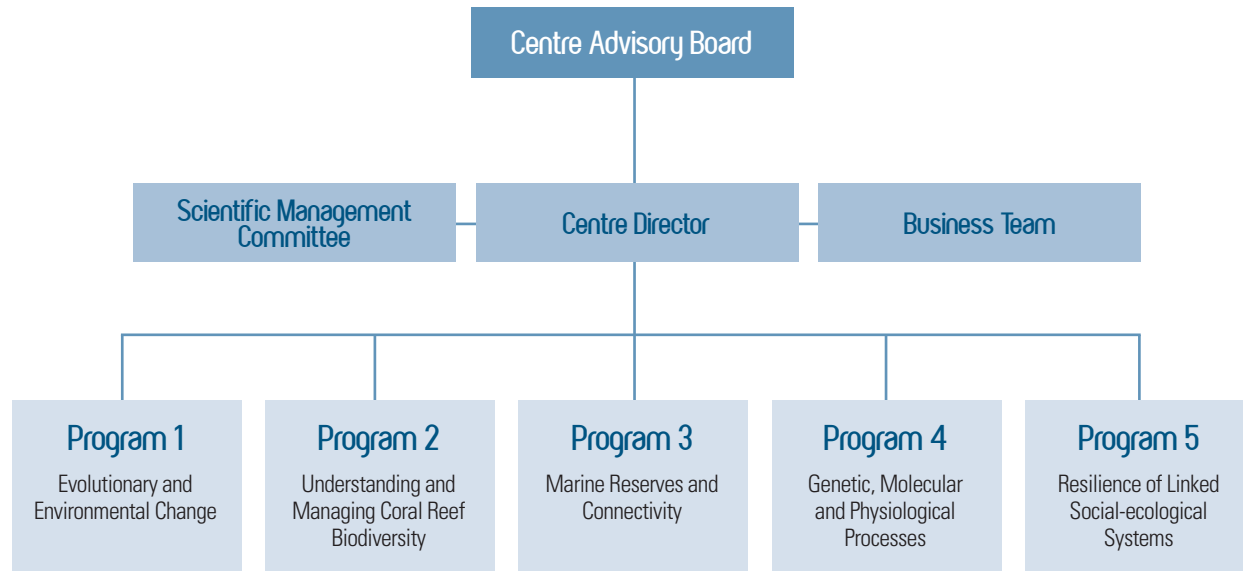 Centre Advisory Board
Scientific Management
Committee
Centre Director
Business Team
Program 1
Evolutionary and
Environmental Change
Program 2
Understanding and
Managing Coral Reef
Biodiversity
Program 3
Marine Reserves and
Connectivity
Program 4
Genetic, Molecular
and Physiological
Processes
Program 5
Resilience of Linked
Social-ecological
Systems